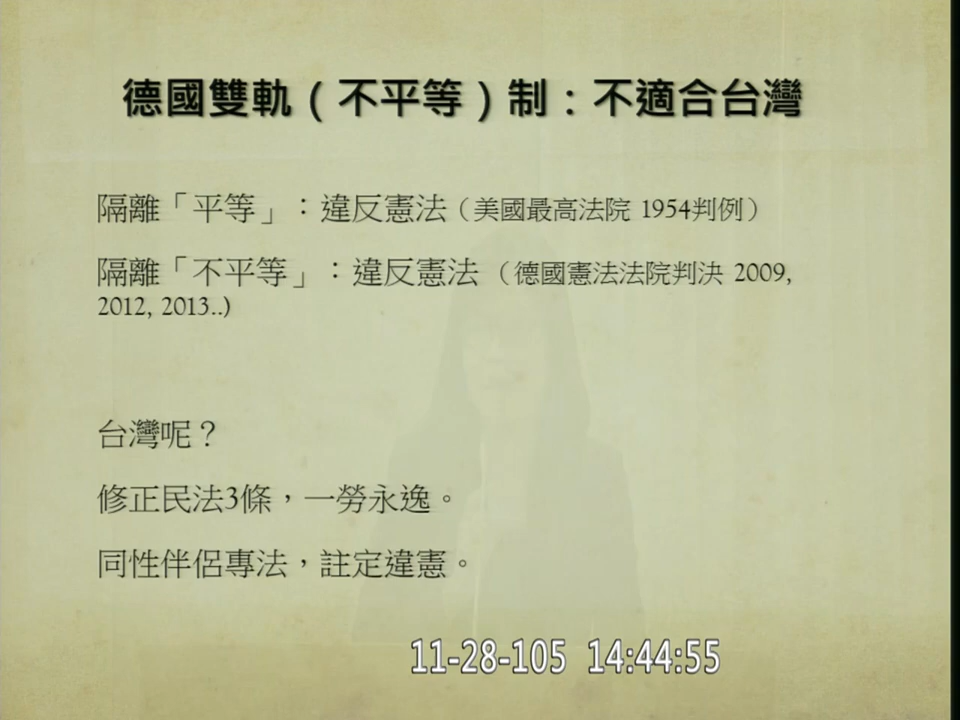 德國雙軌（不平等）制：不適合台灣
隔離「平等」：違反憲法（美國最高法院 1954判例）
隔離「不平等」：違反憲法（德國憲法法院判決 2009,
2012, 2013..)
台灣呢？
修正民法3條，一勞永逸。
同性伴侶專法，註定違憲。
11-28-105 14:44:55